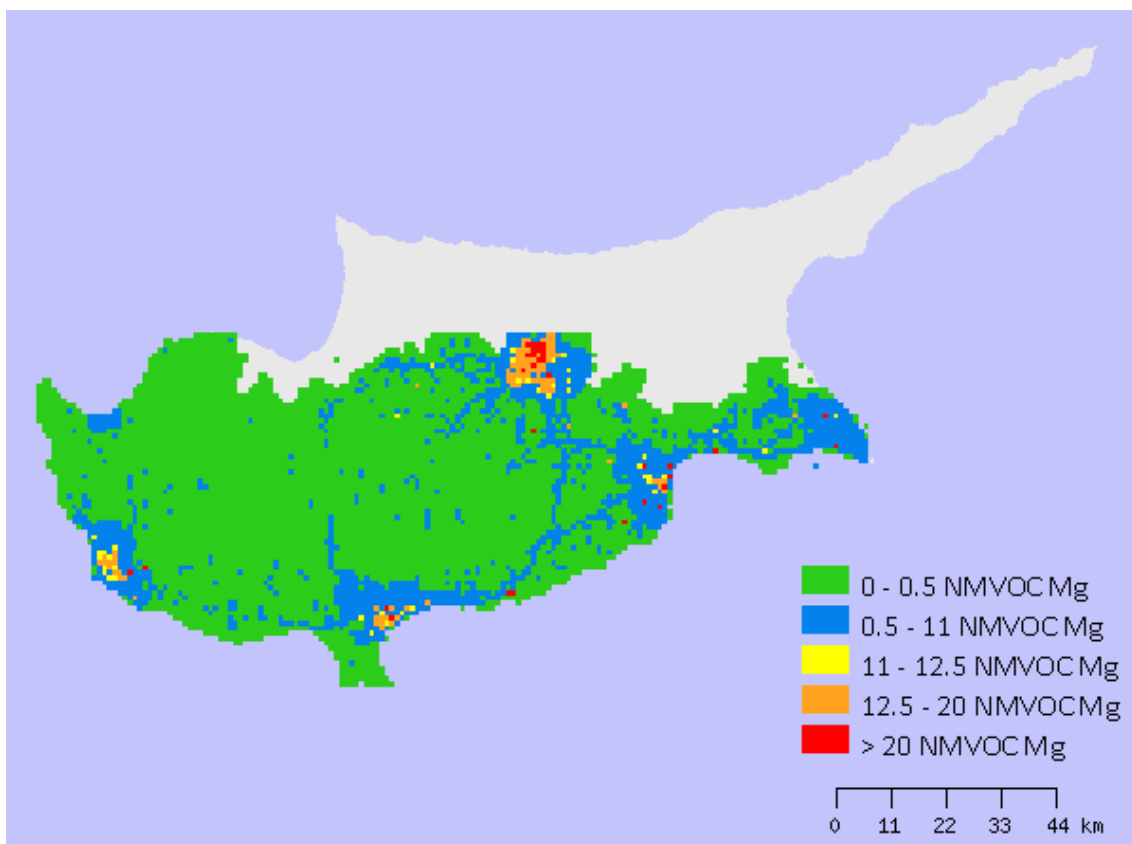 0 - 0.5 NMVOC Mg
0.5 - 11 NMVOC Mg
11 - 12.5 NMVOC Mg
12.5 - 20 NMVOC Mg
> 20 NMVOC Mg
0 11 22 33 44 km